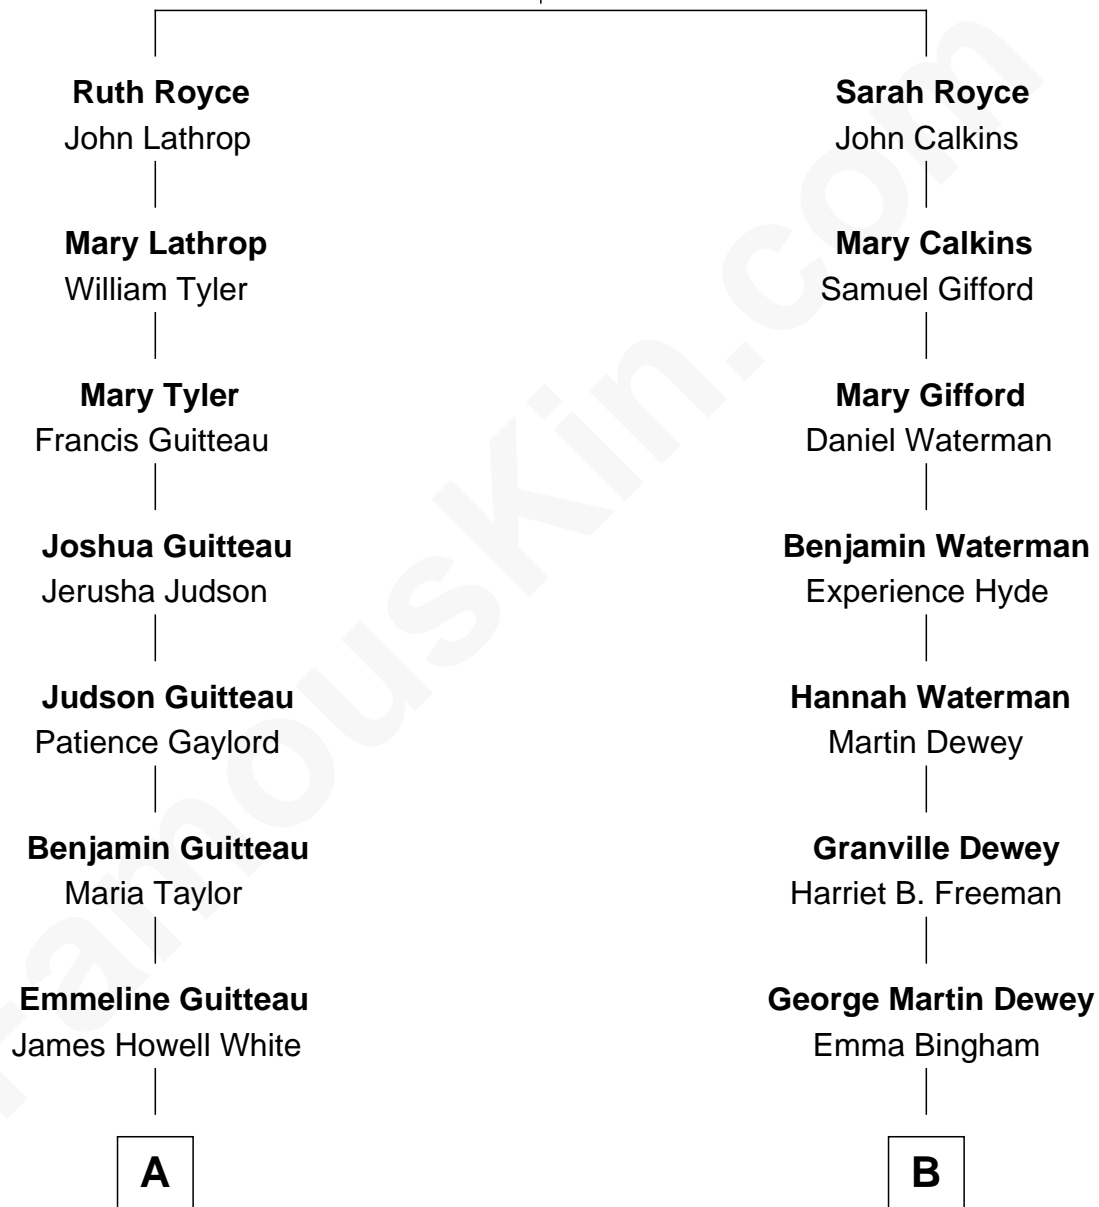 Ruth Royce
John Lathrop
Mary Lathrop
William Tyler
Mary Tyler
Francis Guitteau
Joshua Guitteau
Jerusha Judson
Judson Guitteau
Patience Gaylord
Benjamin Guitteau
Maria Taylor
Emmeline Guitteau
James Howell White
A
Sarah Royce
John Calkins
Mary Calkins
Samuel Gifford
Mary Gifford
Daniel Waterman
Benjamin Waterman
Experience Hyde
Hannah Waterman
Martin Dewey
Granville Dewey
Harriet B. Freeman
George Martin Dewey
Emma Bingham
B
FamousKin.com